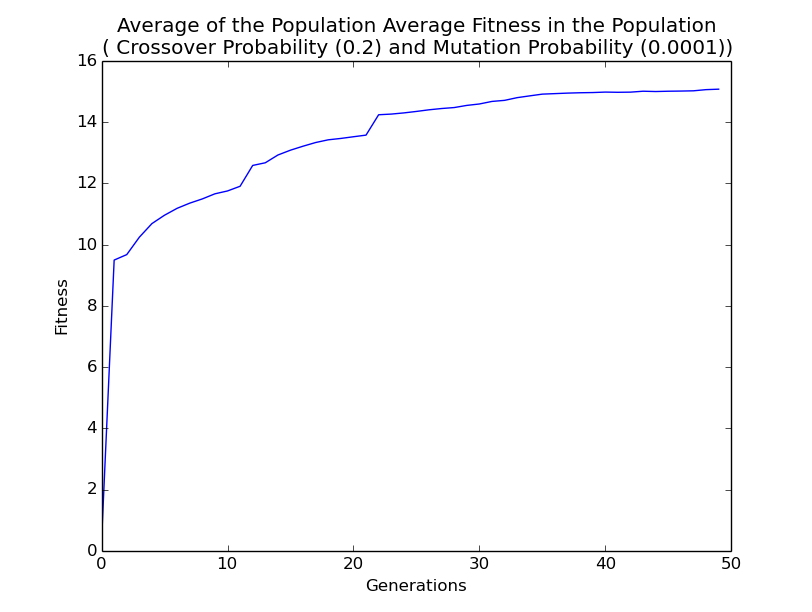 Average of the Population Average Fitness in the Population
( Crossover Probability (0.2) and Mutation Probability (0.0001))
16
14
12
10
8
6
4
2
0
Fitness
0 10 20 30 40 50
Generations